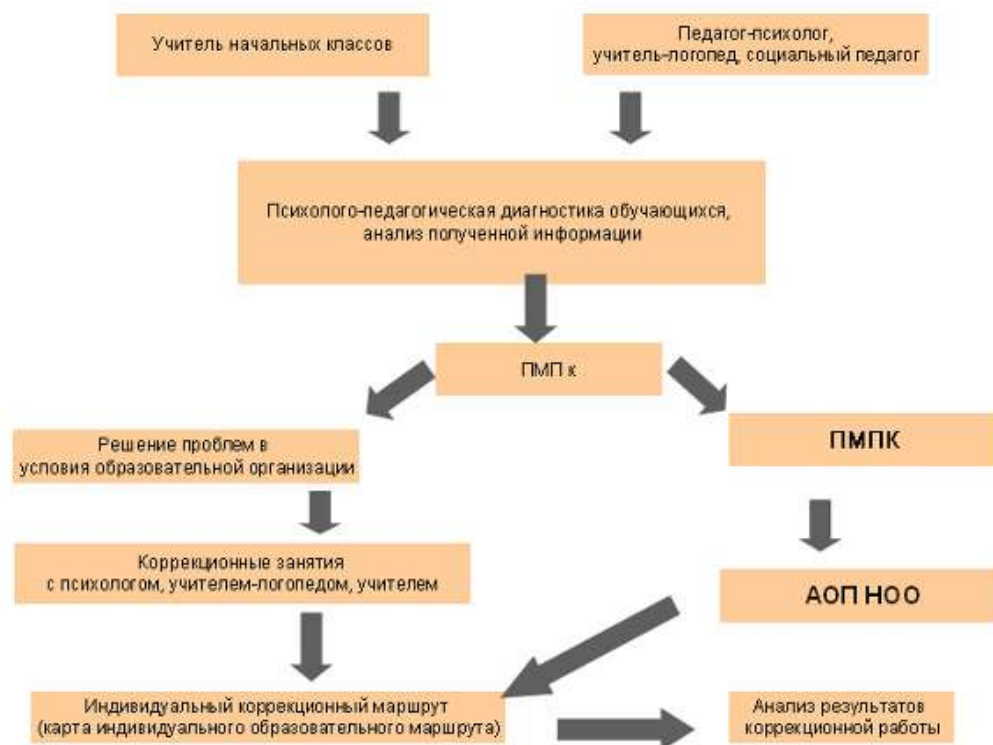 Учитель начальных классов
Педагог-психолог,
учитель-логопед, социальный педагог
Психолого-педагогическая диагностика обучающихся,
анализ полученной информации
ПМП к
Решение проблем в
условия образовательной организации
ПМПК
Коррекционные занятия
с психологом, учителем-логопедом, учителем
АОП НОО
Индивидуальный коррекционный маршрут
(карта индивидуального образовательного маршрута)
Анализ результатов
коррекционной работы